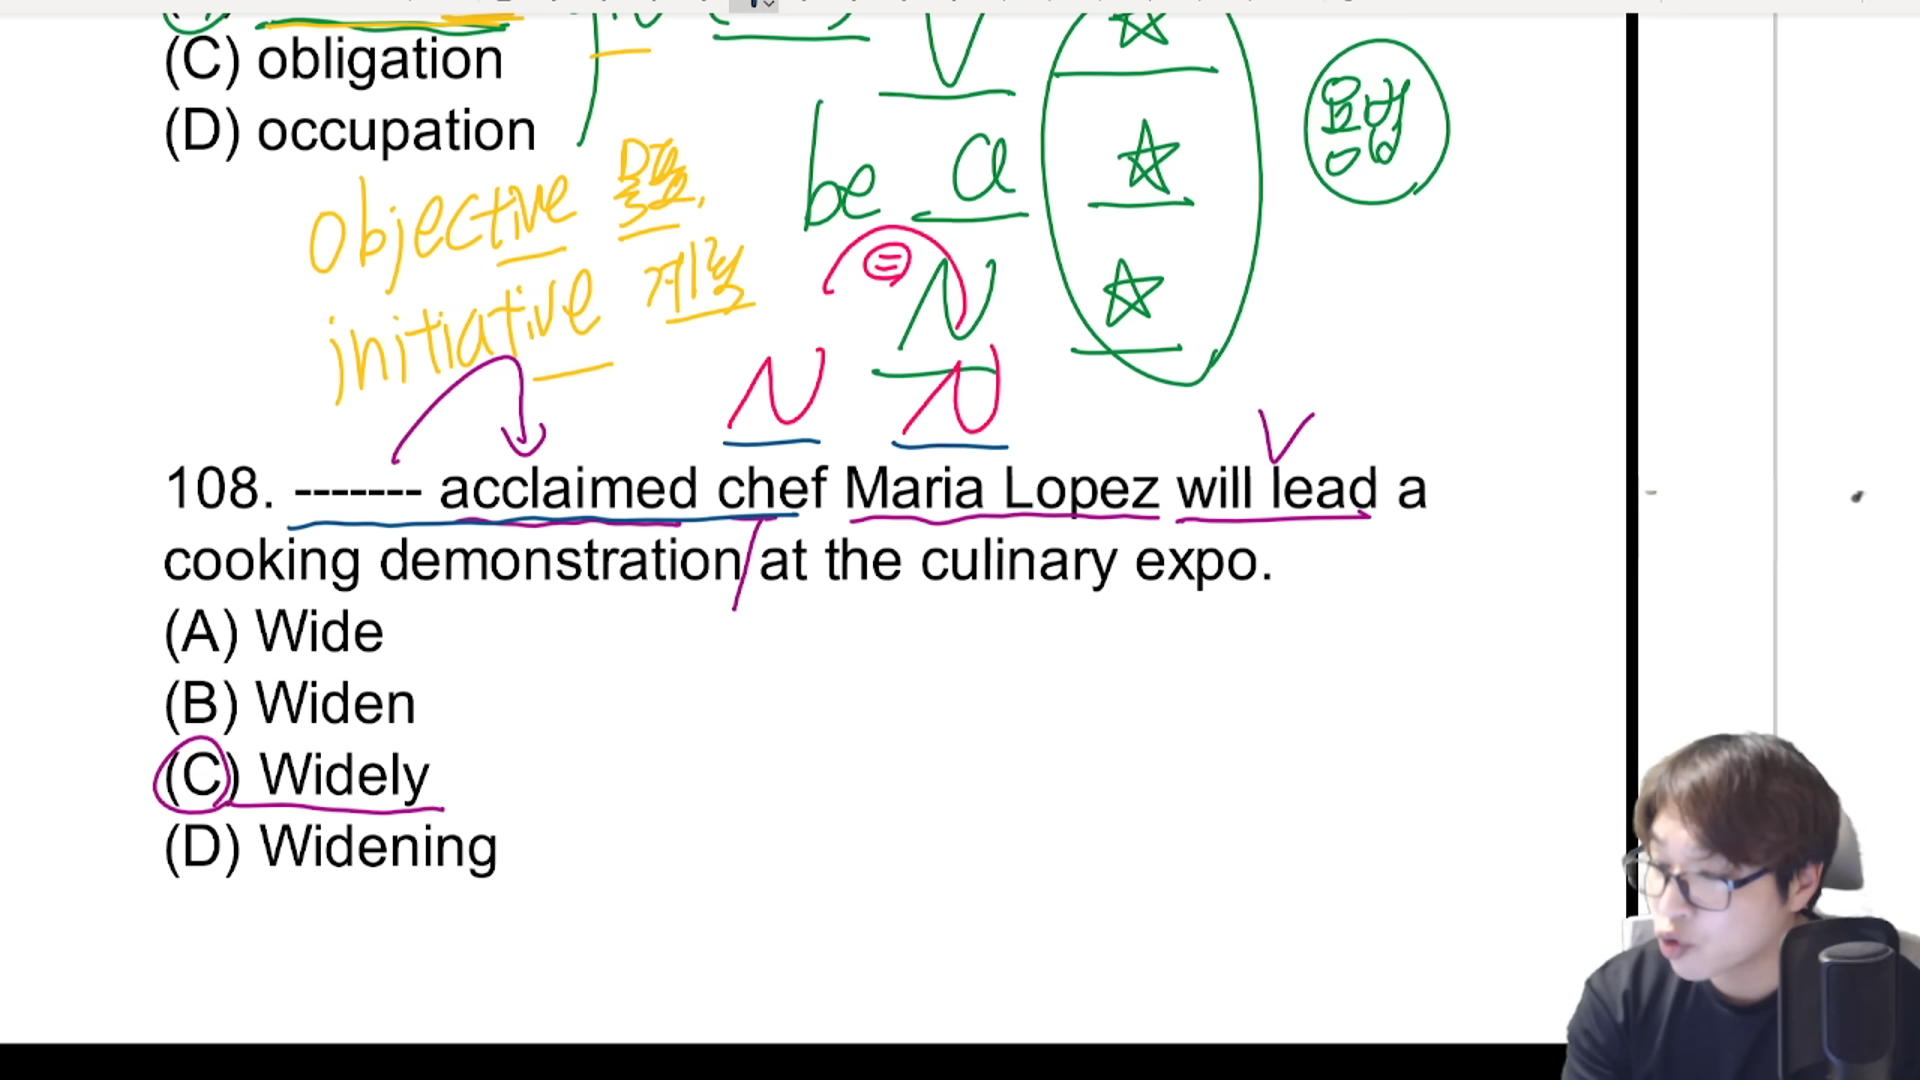 (C) obligation
(D) occupation
V
be a
요령
objective 목표,
initiative 계획
N
N N
V
108. ------- acclaimed chef Maria Lopez will lead a
cooking demonstration at the culinary expo.
(A) Wide
(B) Widen
(C) Widely
(D) Widening